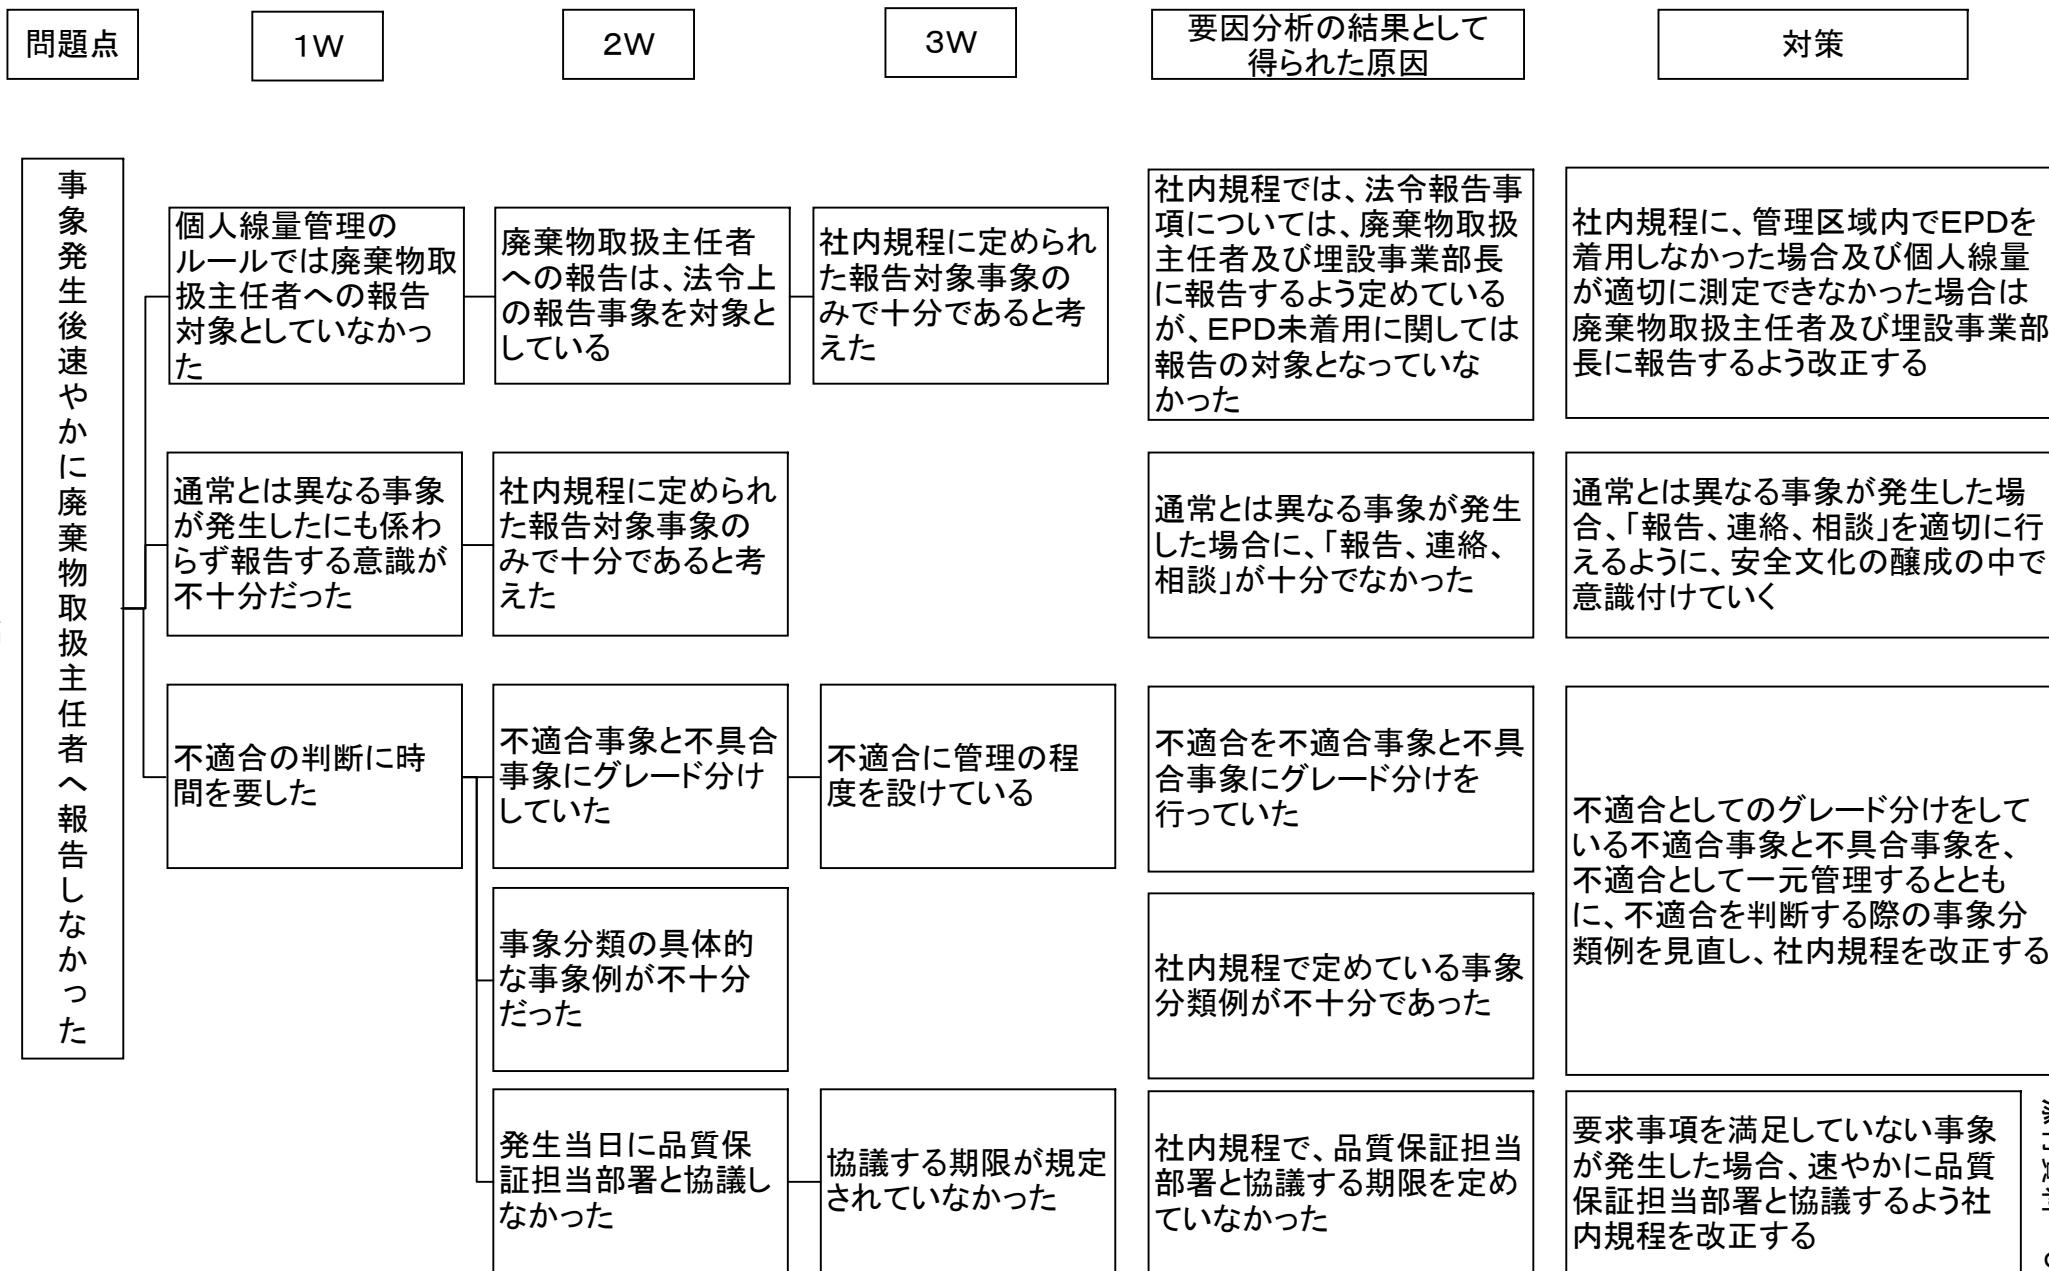 問題点
1W
2W
3W
要因分析の結果として
得られた原因
対策
事象発生後速やかに廃棄物取扱主任者へ報告しなかった
個人線量管理の
ルールでは廃棄物取
扱主任者への報告
対象としていなかっ
た
廃棄物取扱主任者
への報告は、法令上
の報告事象を対象と
している
社内規程に定められ
た報告対象事象の
みで十分であると考
えた
社内規程では、法令報告事
項については、廃棄物取扱
主任者及び埋設事業部長
に報告するよう定めている
が、EPD未着用に関しては
報告の対象となっていな
かった
社内規程に、管理区域内でEPDを
着用しなかった場合及び個人線量
が適切に測定できなかった場合は
廃棄物取扱主任者及び埋設事業部
長に報告するよう改正する
通常とは異なる事象
が発生したにも係わ
らず報告する意識が
不十分だった
社内規程に定められ
た報告対象事象の
みで十分であると考
えた
通常とは異なる事象が発生
した場合に、「報告、連絡、
相談」が十分でなかった
通常とは異なる事象が発生した場
合、「報告、連絡、相談」を適切に行
えるように、安全文化の醸成の中で
意識付けていく
不適合の判断に時
間を要した
不適合事象と不具合
事象にグレード分け
していた
不適合に管理の程
度を設けている
不適合を不適合事象と不具
合事象にグレード分けを
行っていた
不適合としてのグレード分けをして
いる不適合事象と不具合事象を、
不適合として一元管理するととも
に、不適合を判断する際の事象分
類例を見直し、社内規程を改正する
事象分類の具体的
な事象例が不十分
だった
社内規程で定めている事象
分類例が不十分であった
発生当日に品質保
証担当部署と協議し
なかった
協議する期限が規定
されていなかった
社内規程で、品質保証担当
部署と協議する期限を定め
ていなかった
要求事項を満足していない事象
が発生した場合、速やかに品質
保証担当部署と協議するよう社
内規程を改正する